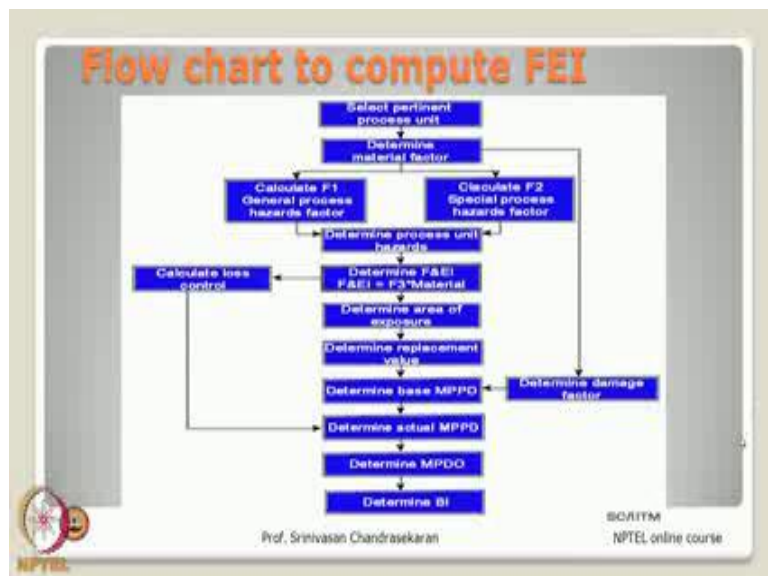 Flow chart to compute FEI
Select pertinent
process unit
Determine
material factor
Calculate F1
General process
hazards factor
Claculate F2
Special process
hazards factor
Determine process unit
hazards
Calculate loss
control
Determine F&EI
F&EI = F3*Material
Determine area of
exposure
Determine replacement
value
Determine base MPPD
Determine damage
factor
Determine actual MPPD
Determine MPDO
Determine BI
SC/IITM
Prof. Srinivasan Chandrasekaran
NPTEL online course
NPTEL